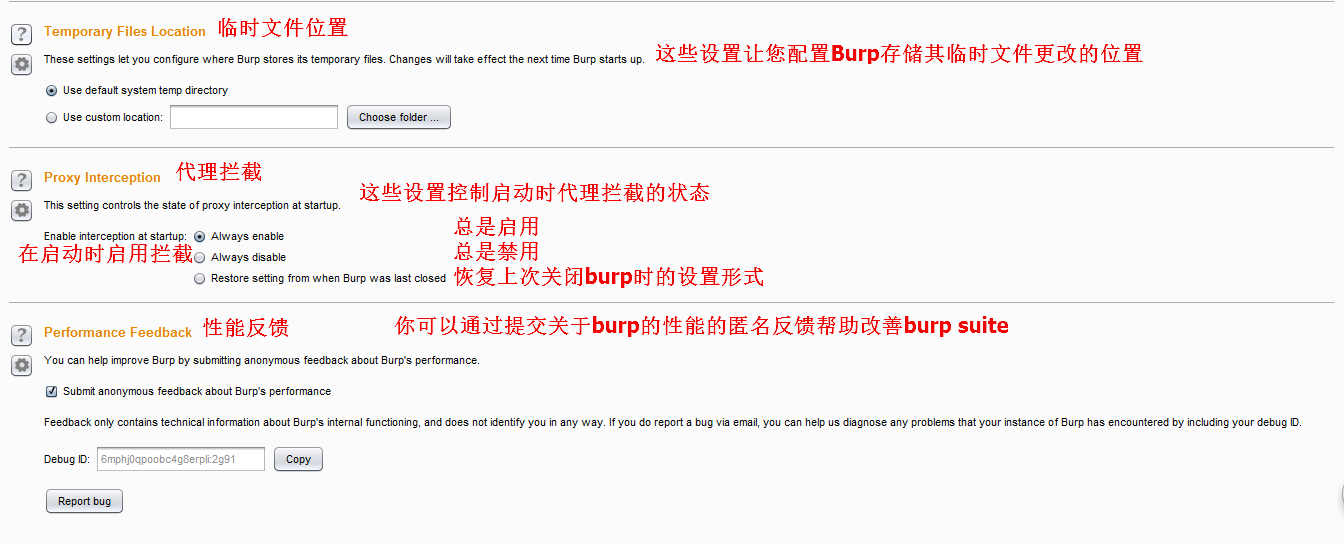 Temporary Files Location 临时文件位置
These settings let you configure where Burp stores its temporary files. Changes will take effect the next time Burp starts up. 这些设置让您配置Burp存储其临时文件更改的位置
Use default system temp directory
Use custom location: Choose folder ...
Proxy Interception 代理拦截
这些设置控制启动时代理拦截的状态
This setting controls the state of proxy interception at startup.
Enable interception at startup: Always enable 总是启用
在启动时启用拦截 Always disable 总是禁用
Restore setting from when Burp was last closed 恢复上次关闭burp时的设置形式
Performance Feedback 性能反馈 你可以通过提交关于burp的性能的匿名反馈帮助改善burp suite
You can help improve Burp by submitting anonymous feedback about Burp's performance.
Submit anonymous feedback about Burp's performance
Feedback only contains technical information about Burp's internal functioning, and does not identify you in any way. If you do report a bug via email, you can help us diagnose any problems that your instance of Burp has encountered by including your debug ID.
Debug ID: 6mphj0qpoobc4g8erpli:2g91 Copy
Report bug